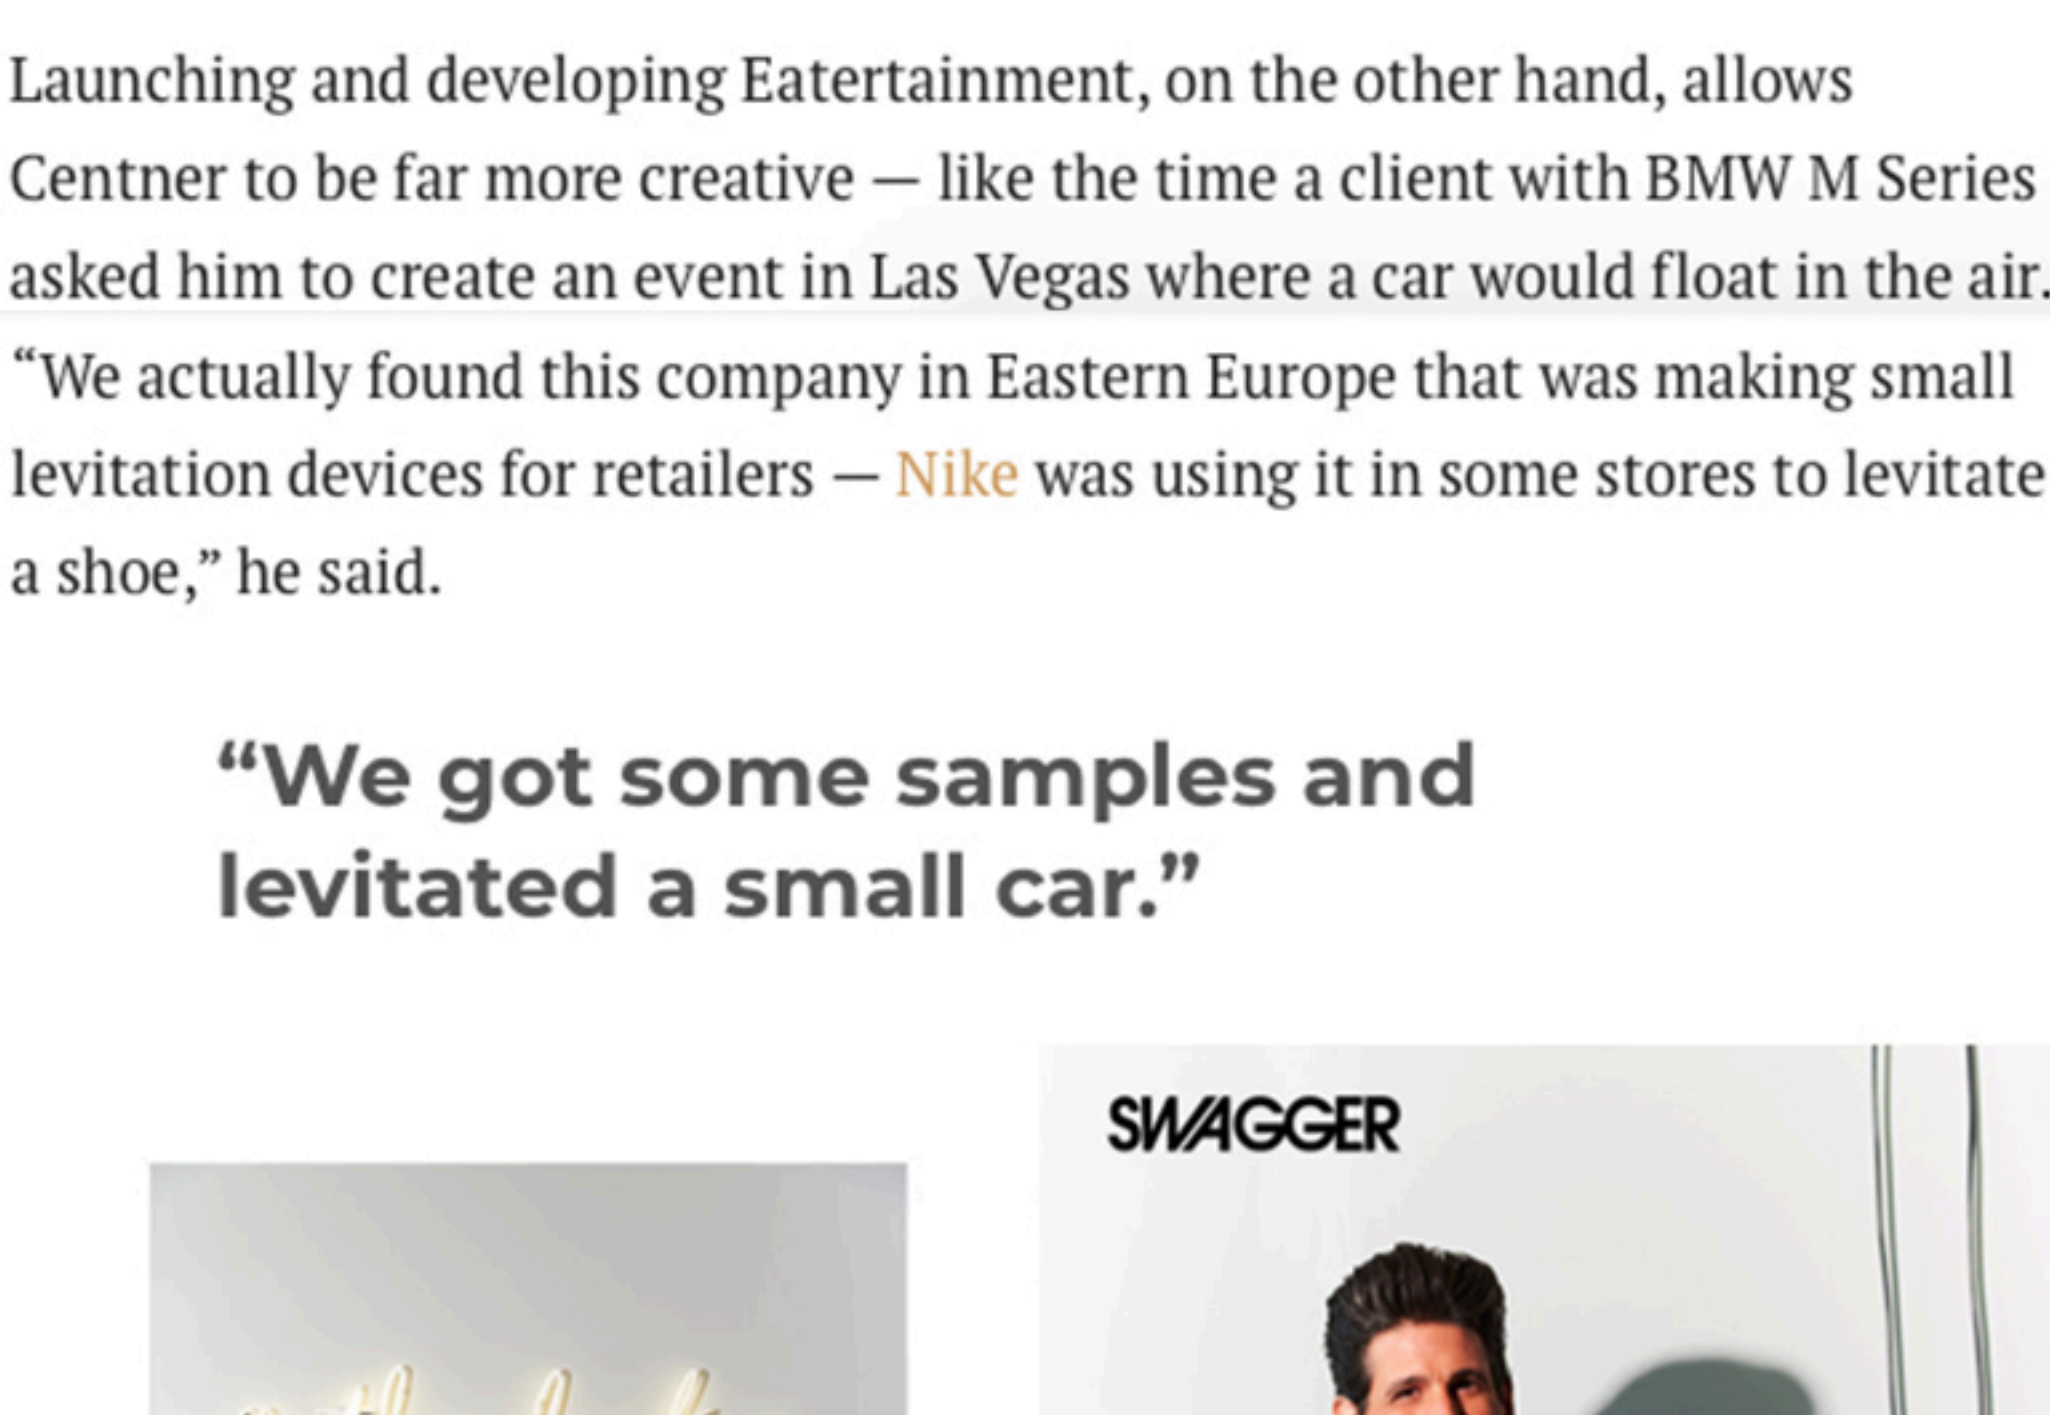 Launching and developing Eatertainment, on the other hand, allows
Centner to be far more creative — like the time a client with BMW M Series
asked him to create an event in Las Vegas where a car would float in the air.
“We actually found this company in Eastern Europe that was making small
levitation devices for retailers — Nike was using it in some stores to levitate
a shoe,” he said.
“We got some samples and
levitated a small car.”
SWAGGER